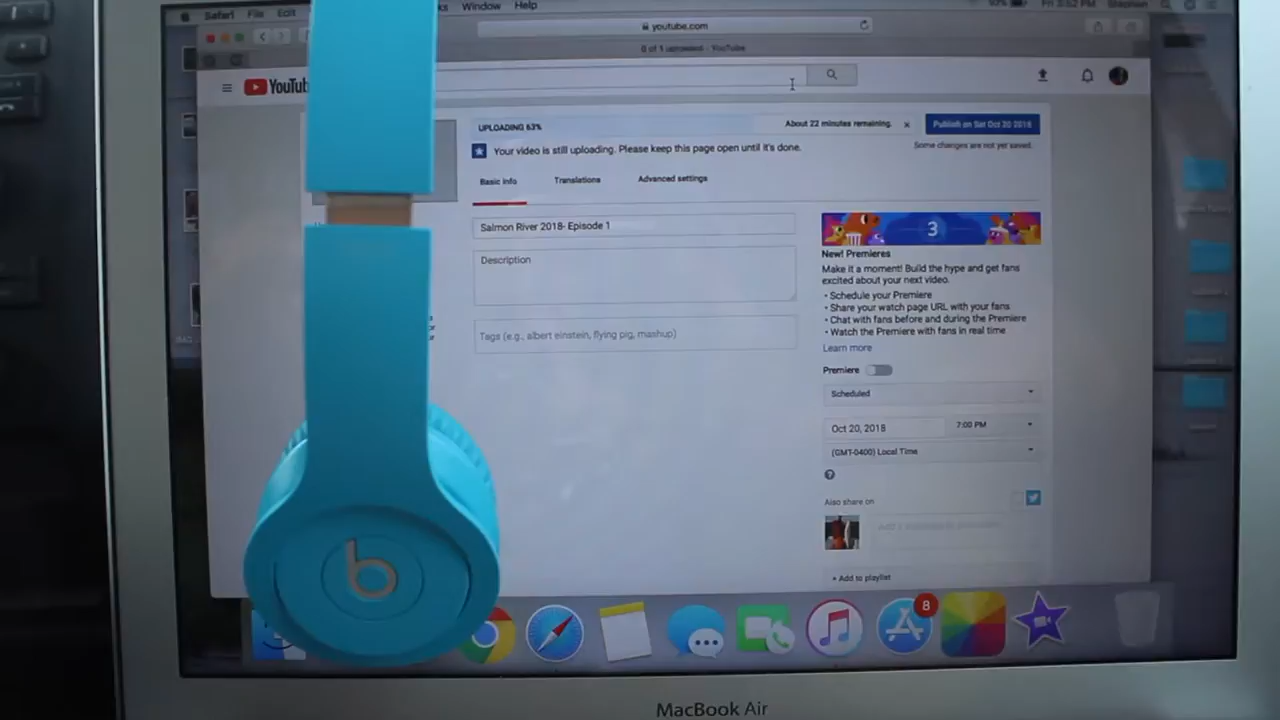 Safari File Edit
Window Help
Fri 3:52 PM Stephen
youtube.com
0 of 1 uploaded - YouTube
YouTub
UPLOADING 63%
About 22 minutes remaining.
Publish on Sat Oct 20 2018
Your video is still uploading. Please keep this page open until it's done.
Some changes are not yet saved.
Basic info
Translations
Advanced settings
Salmon River 2018- Episode 1
Description
Tags (e.g., albert einstein, flying pig, mashup)
3
New! Premieres
Make it a moment! Build the hype and get fans
excited about your next video.
• Schedule your Premiere
• Share your watch page URL with your fans
• Chat with fans before and during the Premiere
• Watch the Premiere with fans in real time
Learn more
Premiere
Scheduled
Oct 20, 2018
7:00 PM
(GMT-0400) Local Time
Also share on
+ Add to playlist
b
8
MacBook Air